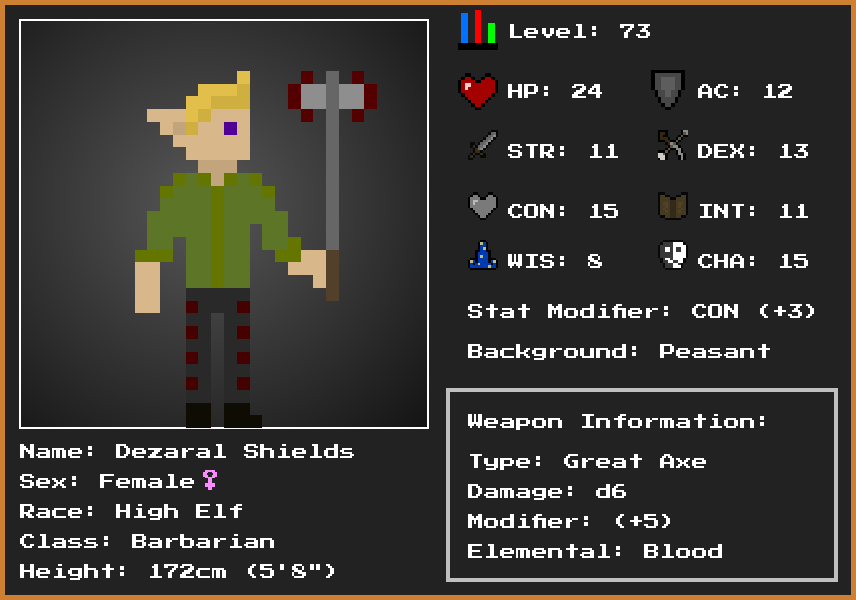 Level: 73
HP: 24 AC: 12
STR: 11 DEX: 13
CON: 15 INT: 11
WIS: 8 CHA: 15
Stat Modifier: CON (+3)
Background: Peasant
Weapon Information:
Type: Great Axe
Damage: d6
Modifier: (+5)
Elemental: Blood
Name: Dezaral Shields
Sex: Female♀
Race: High Elf
Class: Barbarian
Height: 172cm (5'8")